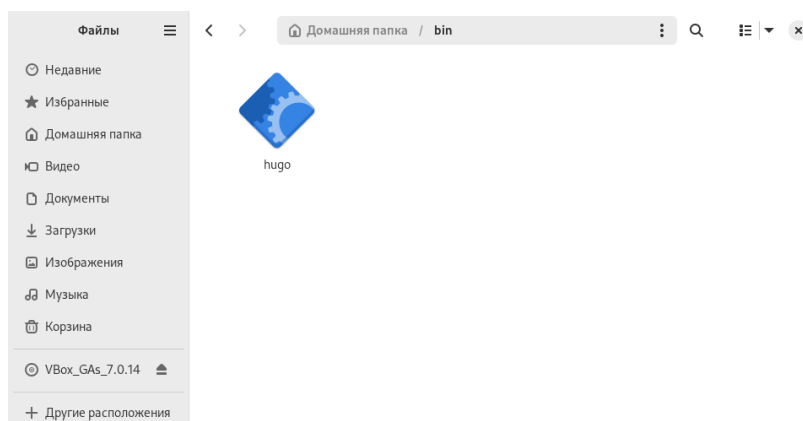 Файлы
Домашняя папка / bin
Недавние
Избранные
Домашняя папка
Видео
Документы
Загрузки
Изображения
Музыка
Корзина
VBox_GAs_7.0.14
Другие расположения
hugo